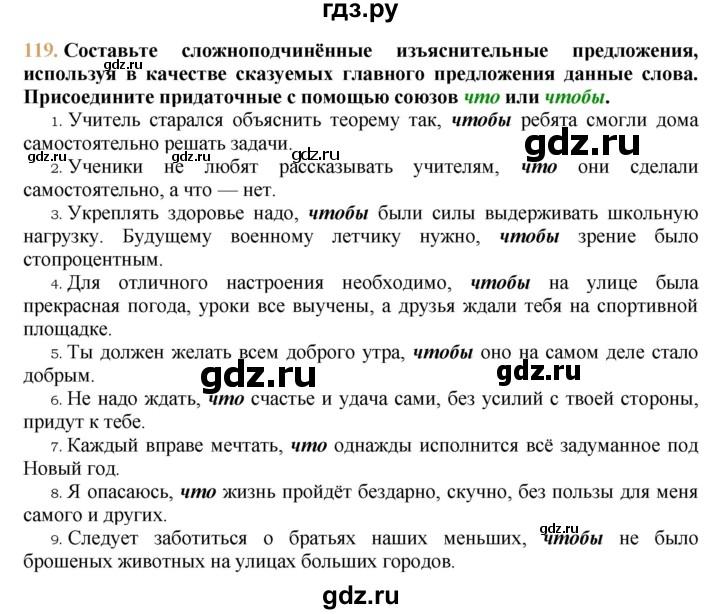 гдз.ру
119. Составьте сложноподчинённые изъяснительные предложения,
используя в качестве сказуемых главного предложения данные слова.
Присоедините придаточные с помощью союзов что или чтобы.
1. Учитель старался объяснить теорему так, чтобы ребята смогли дома
самостоятельно решать задачи.
2. Ученики не любят рассказывать учителям, что они сделали
самостоятельно, а что — нет.
3. Укреплять здоровье надо, чтобы были силы выдерживать школьную
нагрузку. Будущему военному летчику нужно, чтобы зрение было
стопроцентным.
4. Для отличного настроения необходимо, чтобы на улице была
прекрасная погода, уроки все выучены, а друзья ждали тебя на спортивной
площадке.
5. Ты должен желать всем доброго утра, чтобы оно на самом деле стало
добрым.
6. Не надо ждать, что счастье и удача сами, без усилий с твоей стороны,
придут к тебе.
7. Каждый вправе мечтать, что однажды исполнится всё задуманное под
Новый год.
8. Я опасаюсь, что жизнь пройдёт бездарно, скучно, без пользы для меня
самого и других.
9. Следует заботиться о братьях наших меньших, чтобы не было
брошеных животных на улицах больших городов.
gdz.ru
gdz.ru
gdz.ru
gdz.ru
gdz.ru
gdz.ru
gdz.ru
gdz.ru
gdz.ru
gdz.ru
gdz.ru